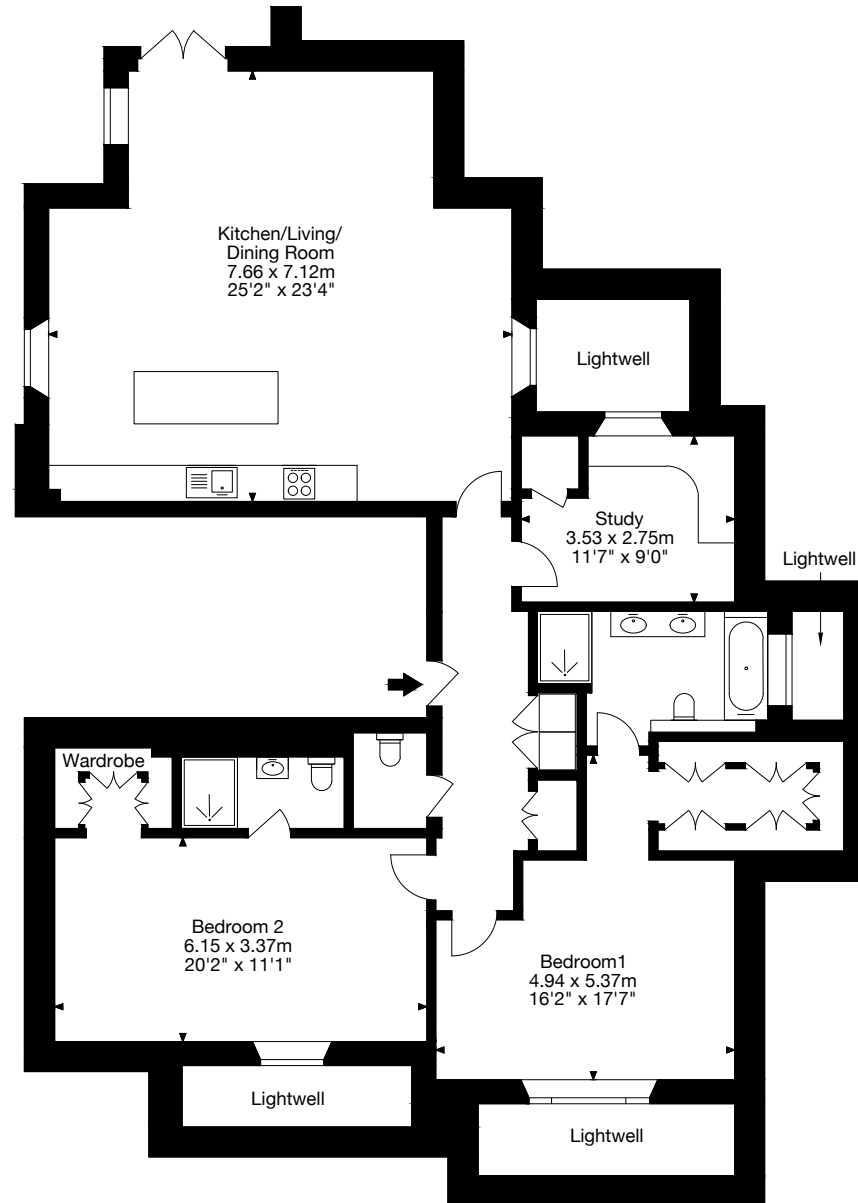 Kitchen/Living/
Dining Room
7.66 x 7.12m
25'2" x 23'4"
Lightwell
Study
3.53 x 2.75m
11'7" x 9'0"
Lightwell
Wardrobe
Bedroom 2
6.15 x 3.37m
20'2" x 11'1"
Bedroom1
4.94 x 5.37m
16'2" x 17'7"
Lightwell
Lightwell